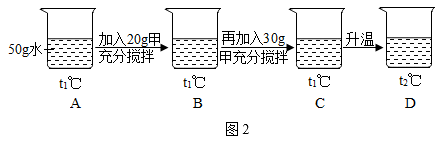 50g水
加入20g甲
充分搅拌
再加入30g
甲充分搅拌
升温
t₁℃ t₁℃ t₁℃ t₂℃
A B C D
图2